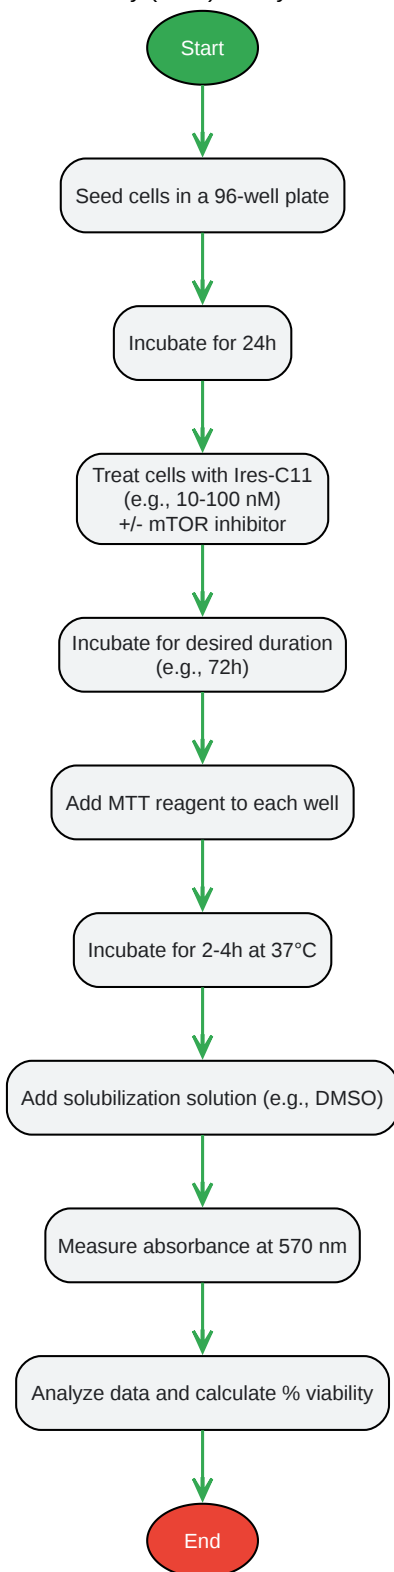 Start
Seed cells in a 96-well plate
Incubate for 24h
Treat cells with Ires-C11
(e.g., 10-100 nM)
+/- mTOR inhibitor
Incubate for desired duration
(e.g., 72h)
Add MTT reagent to each well
Incubate for 2-4h at 37°C
Add solubilization solution (e.g., DMSO)
Measure absorbance at 570 nm
Analyze data and calculate % viability
End